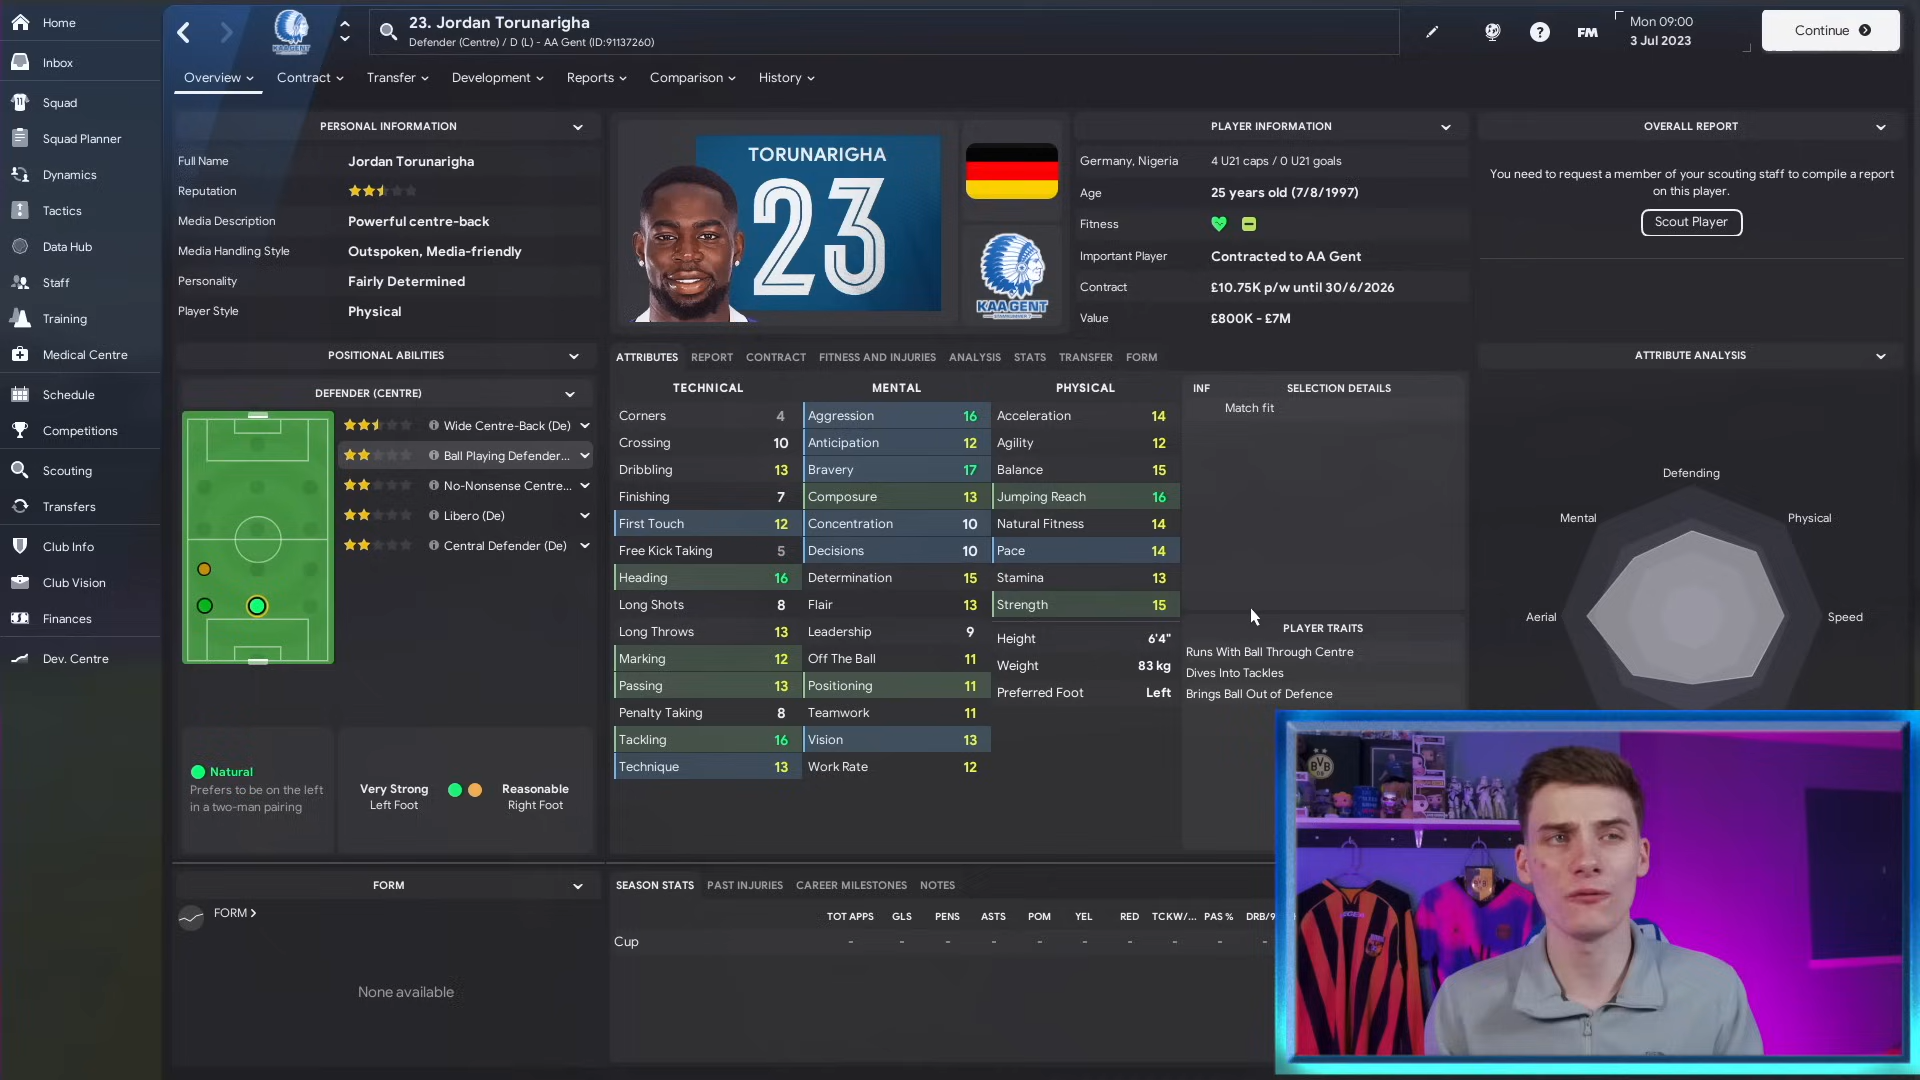 Home
Inbox
Squad
Squad Planner
Dynamics
Tactics
Data Hub
Staff
Training
Medical Centre
Schedule
Competitions
Scouting
Transfers
Club Info
Club Vision
Finances
Dev. Centre
23. Jordan Torunarigha
Defender (Centre) / D (L) - AA Gent (ID:91137260)
? FM
Mon 09:00
3 Jul 2023
Continue
Overview Contract Transfer Development Reports Comparison History
PERSONAL INFORMATION
Full Name Jordan Torunarigha
Reputation
Media Description Powerful centre-back
Media Handling Style Outspoken, Media-friendly
Personality Fairly Determined
Player Style Physical
TORUNARIGHA
23
KAA GENT
PLAYER INFORMATION
Germany, Nigeria 4 U21 caps / 0 U21 goals
Age 25 years old (7/8/1997)
Fitness
Important Player Contracted to AA Gent
Contract £10.75K p/w until 30/6/2026
Value £800K - £7M
OVERALL REPORT
You need to request a member of your scouting staff to compile a report
on this player.
Scout Player
POSITIONAL ABILITIES
DEFENDER (CENTRE)
Wide Centre-Back (De)
Ball Playing Defender...
No-Nonsense Centre...
Libero (De)
Central Defender (De)
Natural
Prefers to be on the left
in a two-man pairing
Very Strong
Left Foot
Reasonable
Right Foot
ATTRIBUTES REPORT CONTRACT FITNESS AND INJURIES ANALYSIS STATS TRANSFER FORM
TECHNICAL
Corners 4
Crossing 10
Dribbling 13
Finishing 7
First Touch 12
Free Kick Taking 5
Heading 16
Long Shots 8
Long Throws 13
Marking 12
Passing 13
Penalty Taking 8
Tackling 16
Technique 13
MENTAL
Aggression 16
Anticipation 12
Bravery 17
Composure 13
Concentration 10
Decisions 10
Determination 15
Flair 13
Leadership 9
Off The Ball 11
Positioning 11
Teamwork 11
Vision 13
Work Rate 12
PHYSICAL
Acceleration 14
Agility 12
Balance 15
Jumping Reach 16
Natural Fitness 14
Pace 14
Stamina 13
Strength 15
Height 6'4"
Weight 83 kg
Preferred Foot Left
INF SELECTION DETAILS
Match fit
PLAYER TRAITS
Runs With Ball Through Centre
Dives Into Tackles
Brings Ball Out of Defence
ATTRIBUTE ANALYSIS
Defending
Mental Physical
Aerial Speed
FORM
FORM
None available
SEASON STATS PAST INJURIES CAREER MILESTONES NOTES
TOT APPS GLS PENS ASTS POM YEL RED TCKW/... PAS % DRB/9
Cup - - - - - - - - - -
BVB